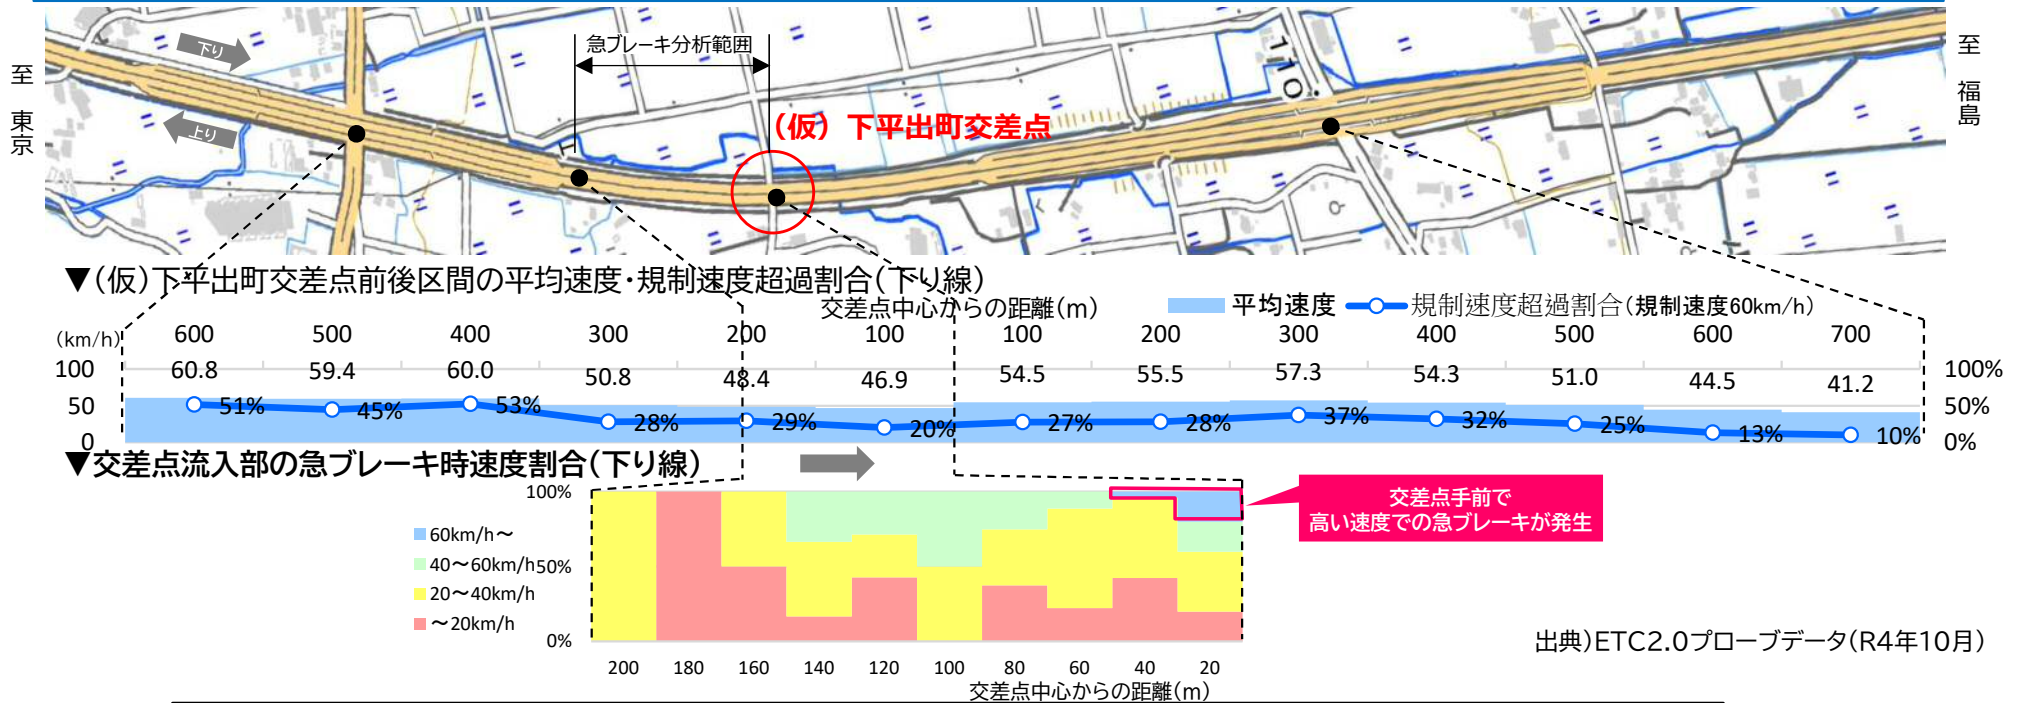 下り
急ブレーキ分析範囲
110
至 東京
上り
(仮) 下平出町交差点
至 福島
▼(仮)下平出町交差点前後区間の平均速度・規制速度超過割合(下り線)
交差点中心からの距離(m)
平均速度 規制速度超過割合(規制速度60km/h)
(km/h) 600 500 400 300 200 100 100 200 300 400 500 600 700
100 60.8 59.4 60.0 50.8 48.4 46.9 54.5 55.5 57.3 54.3 51.0 44.5 41.2 100%
50 51% 45% 53% 28% 29% 20% 27% 28% 37% 32% 25% 13% 10% 50%
0 0%
▼交差点流入部の急ブレーキ時速度割合(下り線)
100%
50%
0%
60km/h～
40～60km/h
20～40km/h
～20km/h
交差点手前で
高い速度での急ブレーキが発生
200 180 160 140 120 100 80 60 40 20
交差点中心からの距離(m)
出典)ETC2.0プローブデータ(R4年10月)